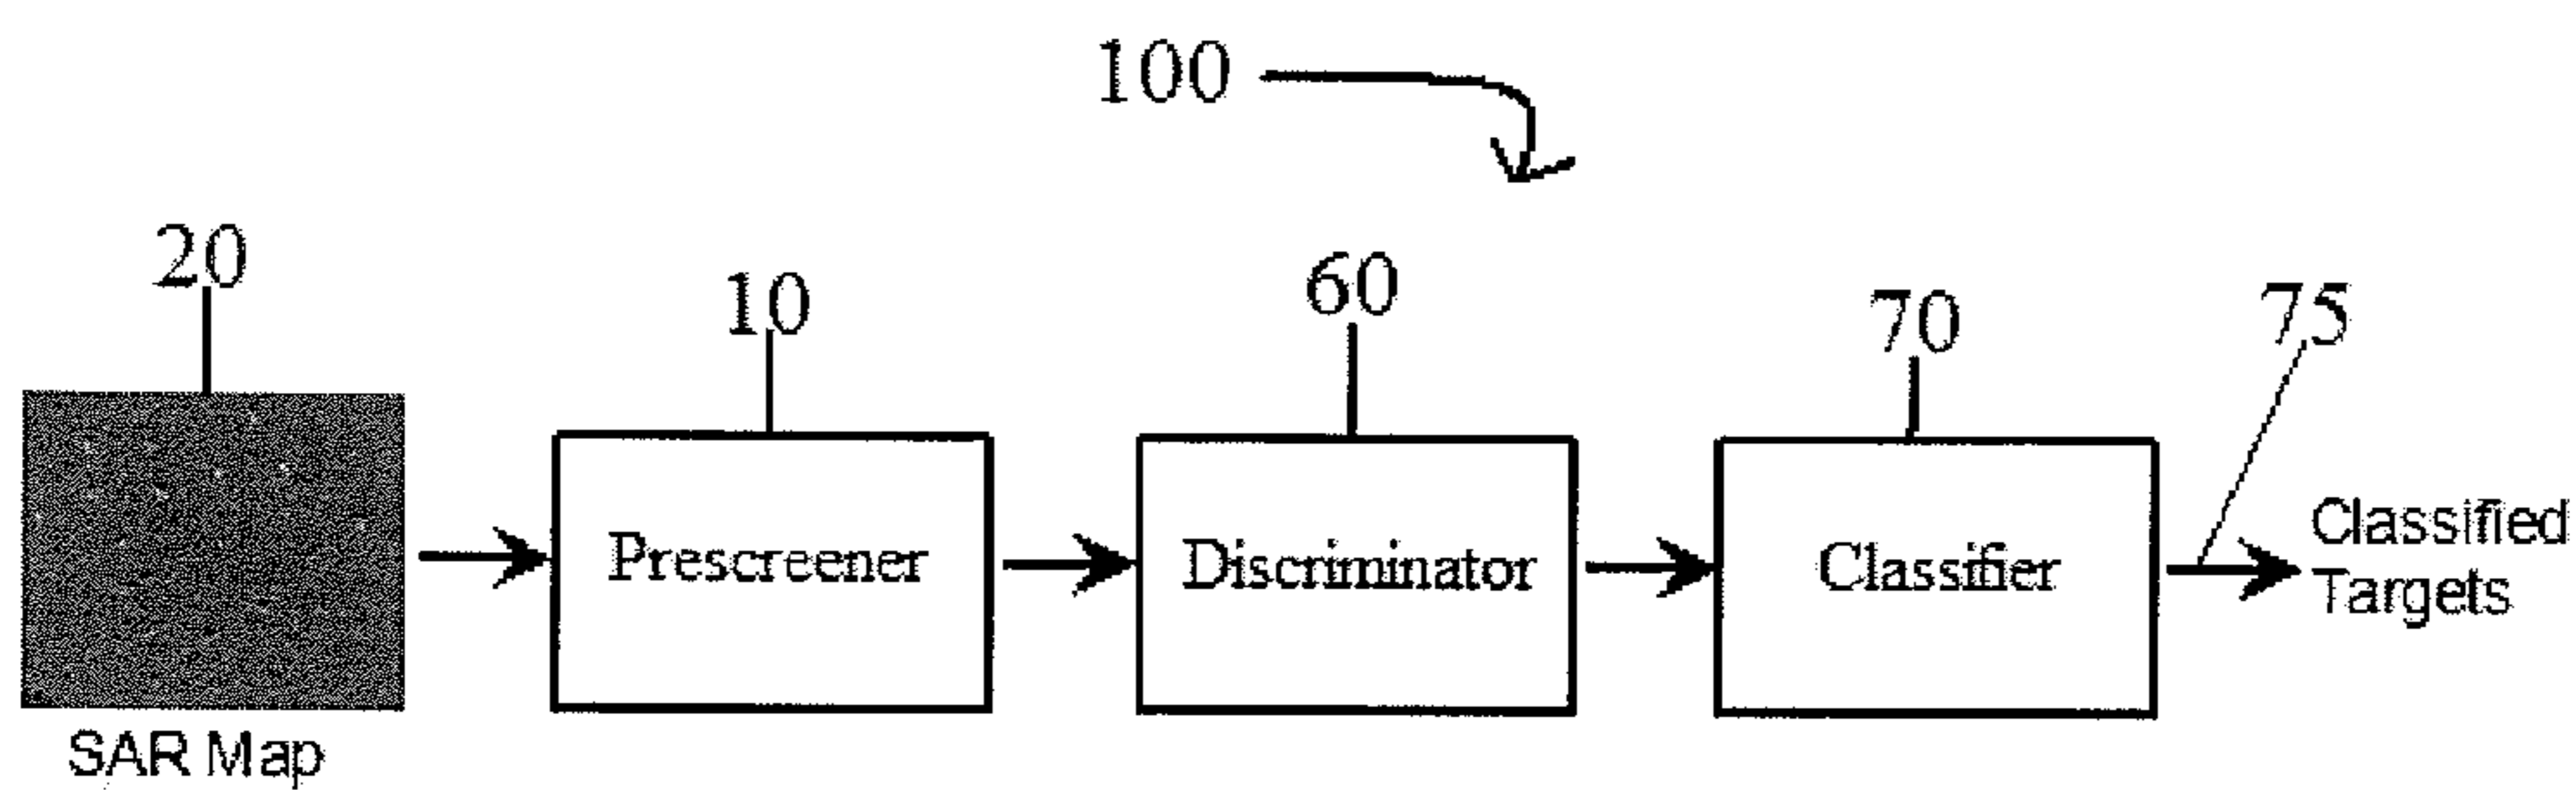 100
20
10
60
70
75
Prescreener
Discriminator
Classifier
Classified
Targets
SAR Map